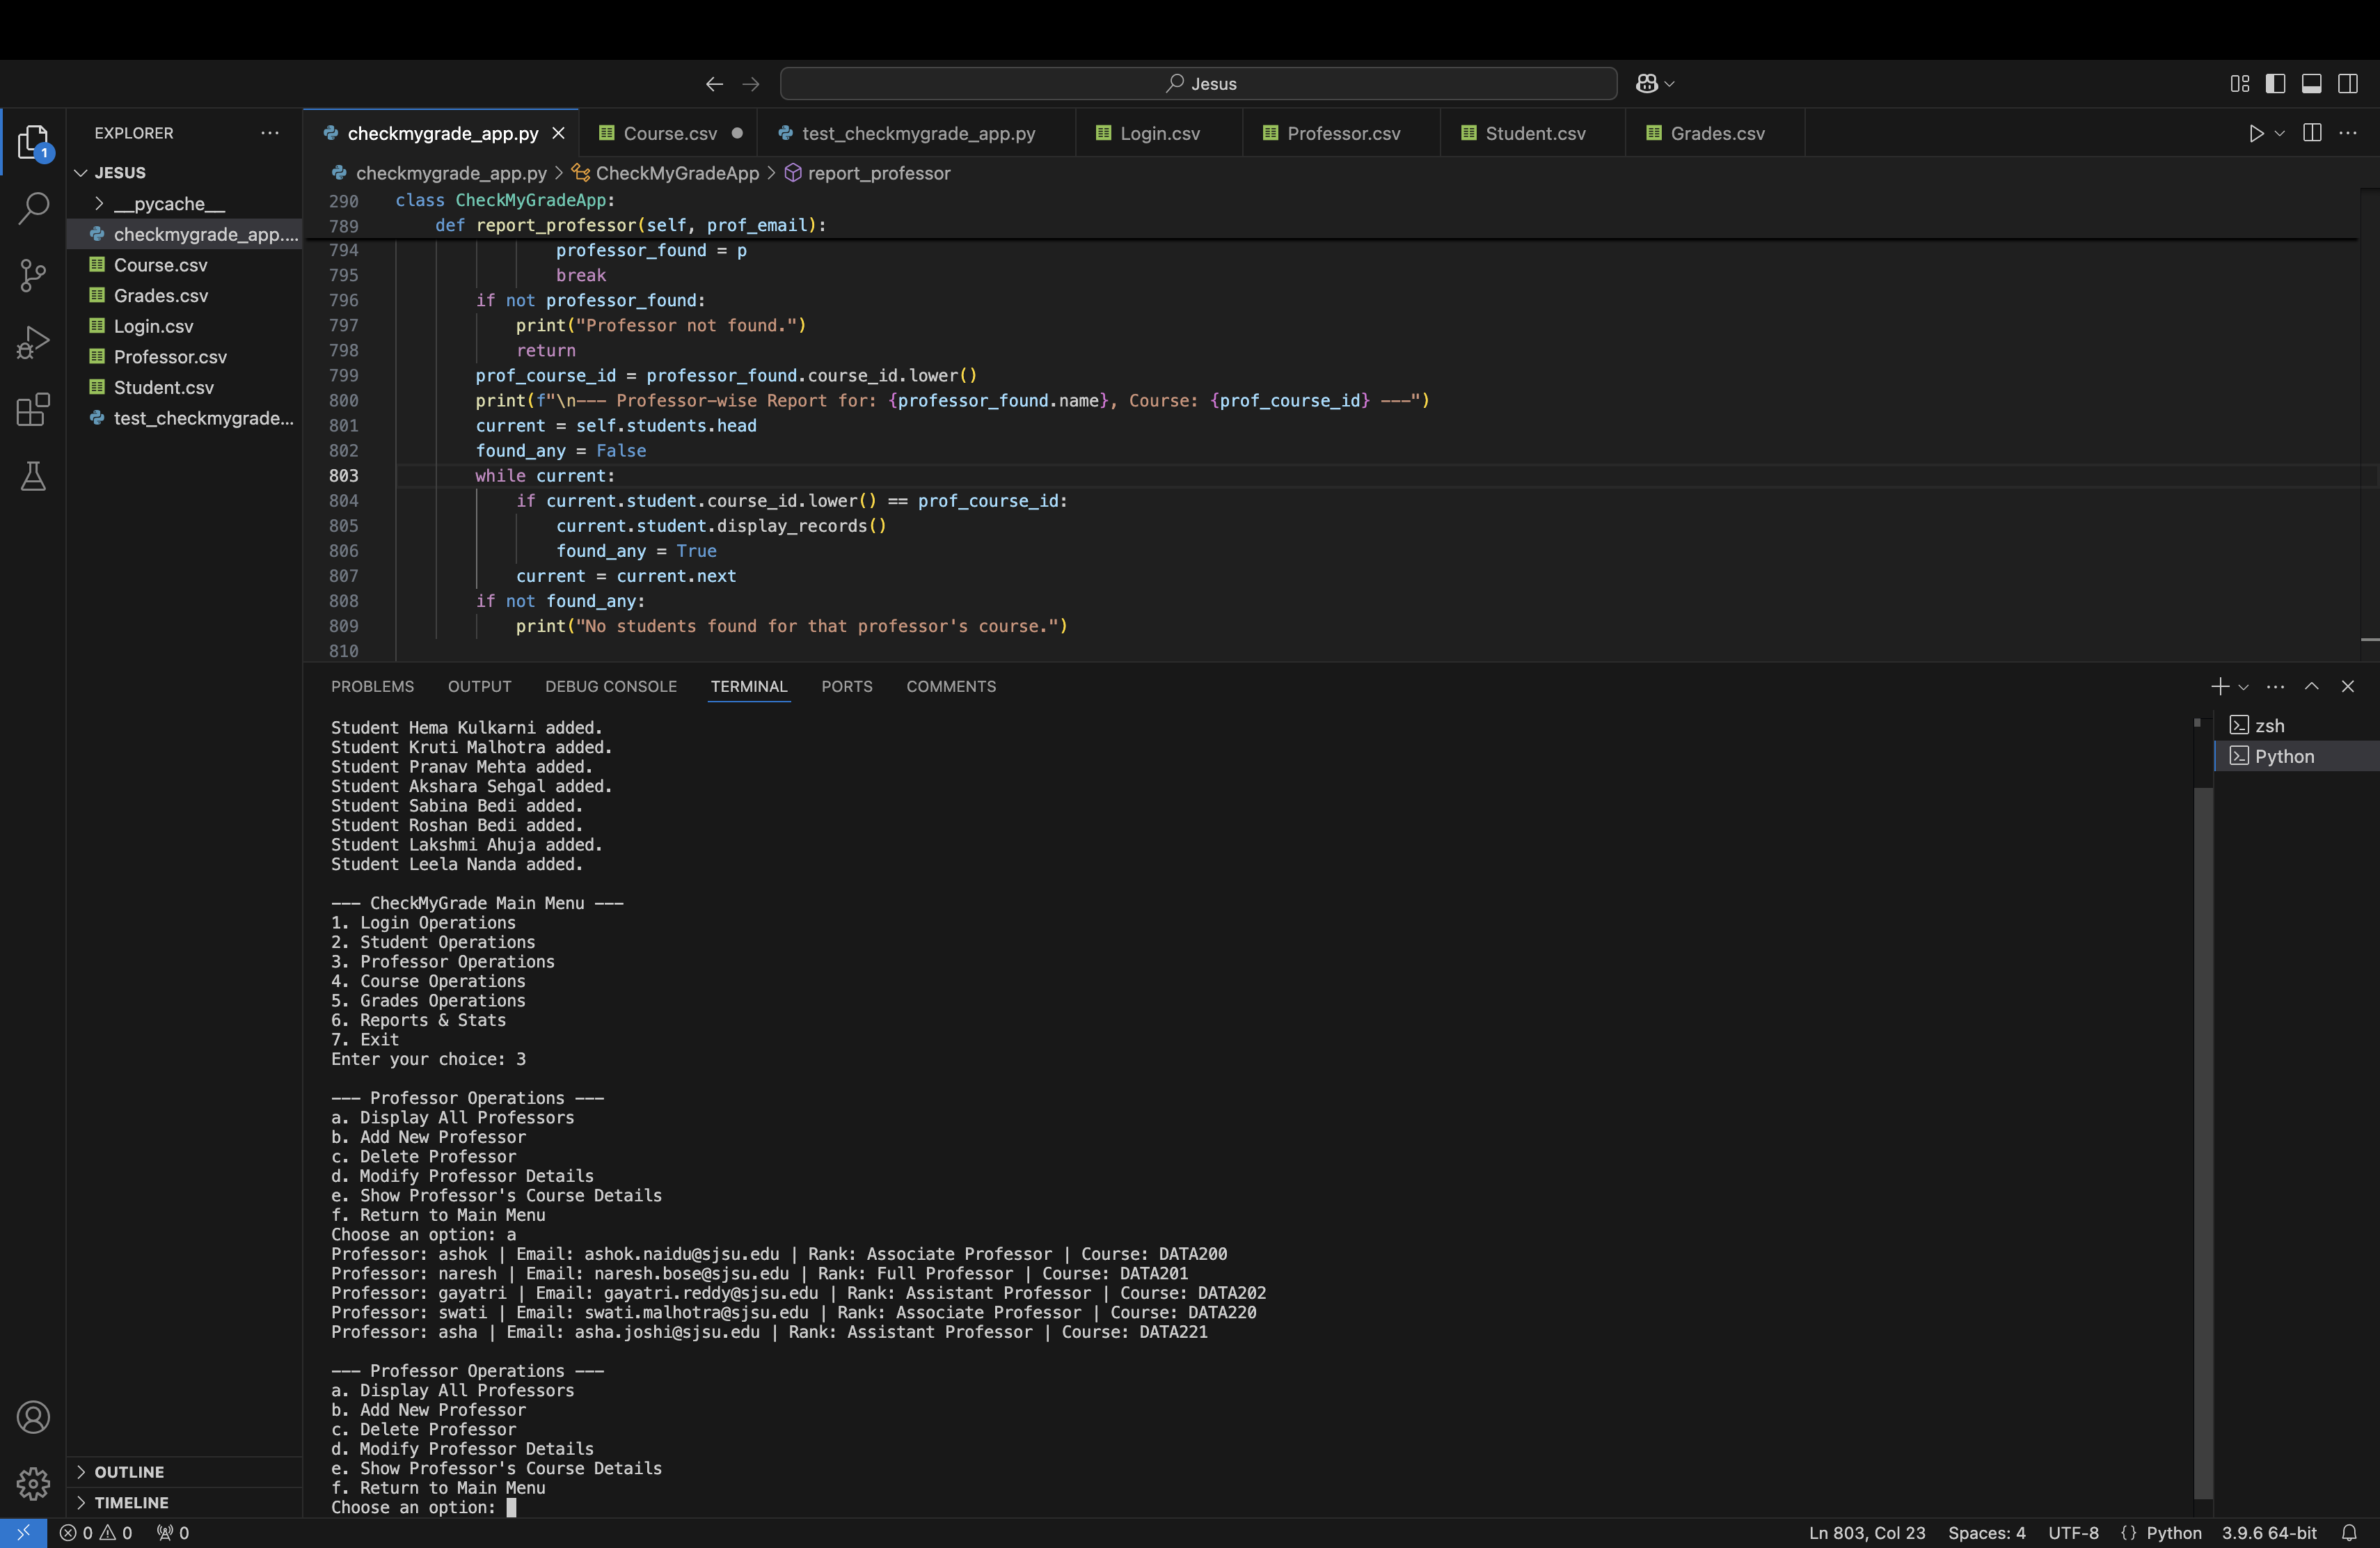 Jesus
EXPLORER
JESUS
__pycache__
checkmygrade_app....
Course.csv
Grades.csv
Login.csv
Professor.csv
Student.csv
test_checkmygrade...
OUTLINE
TIMELINE
1
checkmygrade_app.py
Course.csv
test_checkmygrade_app.py
Login.csv
Professor.csv
Student.csv
Grades.csv
checkmygrade_app.py > CheckMyGradeApp > report_professor
290 class CheckMyGradeApp:
789 def report_professor(self, prof_email):
794 professor_found = p
795 break
796 if not professor_found:
797 print("Professor not found.")
798 return
799 prof_course_id = professor_found.course_id.lower()
800 print(f"\n--- Professor-wise Report for: {professor_found.name}, Course: {prof_course_id} ---")
801 current = self.students.head
802 found_any = False
803 while current:
804 if current.student.course_id.lower() == prof_course_id:
805 current.student.display_records()
806 found_any = True
807 current = current.next
808 if not found_any:
809 print("No students found for that professor's course.")
810
PROBLEMS OUTPUT DEBUG CONSOLE TERMINAL PORTS COMMENTS
zsh
Python
Student Hema Kulkarni added.
Student Kruti Malhotra added.
Student Pranav Mehta added.
Student Akshara Sehgal added.
Student Sabina Bedi added.
Student Roshan Bedi added.
Student Lakshmi Ahuja added.
Student Leela Nanda added.
--- CheckMyGrade Main Menu ---
1. Login Operations
2. Student Operations
3. Professor Operations
4. Course Operations
5. Grades Operations
6. Reports & Stats
7. Exit
Enter your choice: 3
--- Professor Operations ---
a. Display All Professors
b. Add New Professor
c. Delete Professor
d. Modify Professor Details
e. Show Professor's Course Details
f. Return to Main Menu
Choose an option: a
Professor: ashok | Email: ashok.naidu@sjsu.edu | Rank: Associate Professor | Course: DATA200
Professor: naresh | Email: naresh.bose@sjsu.edu | Rank: Full Professor | Course: DATA201
Professor: gayatri | Email: gayatri.reddy@sjsu.edu | Rank: Assistant Professor | Course: DATA202
Professor: swati | Email: swati.malhotra@sjsu.edu | Rank: Associate Professor | Course: DATA220
Professor: asha | Email: asha.joshi@sjsu.edu | Rank: Assistant Professor | Course: DATA221
--- Professor Operations ---
a. Display All Professors
b. Add New Professor
c. Delete Professor
d. Modify Professor Details
e. Show Professor's Course Details
f. Return to Main Menu
Choose an option:
0 0 0
Ln 803, Col 23 Spaces: 4 UTF-8 {} Python 3.9.6 64-bit